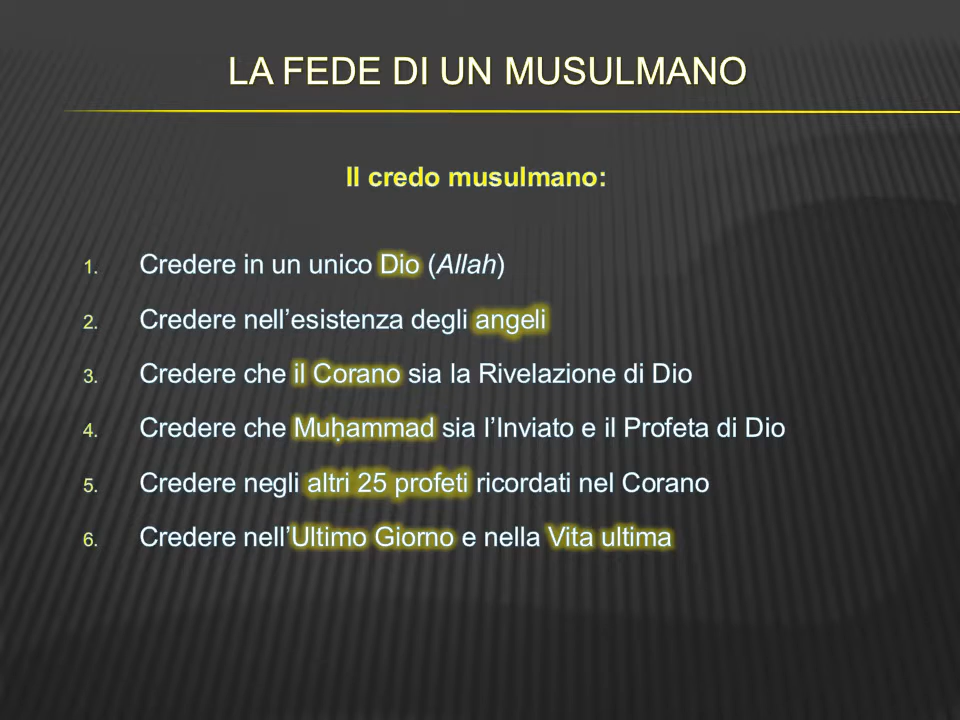 LA FEDE DI UN MUSULMANO
Il credo musulmano:
1. Credere in un unico Dio (Allah)
2. Credere nell’esistenza degli angeli
3. Credere che il Corano sia la Rivelazione di Dio
4. Credere che Muḥammad sia l’Inviato e il Profeta di Dio
5. Credere negli altri 25 profeti ricordati nel Corano
6. Credere nell’Ultimo Giorno e nella Vita ultima